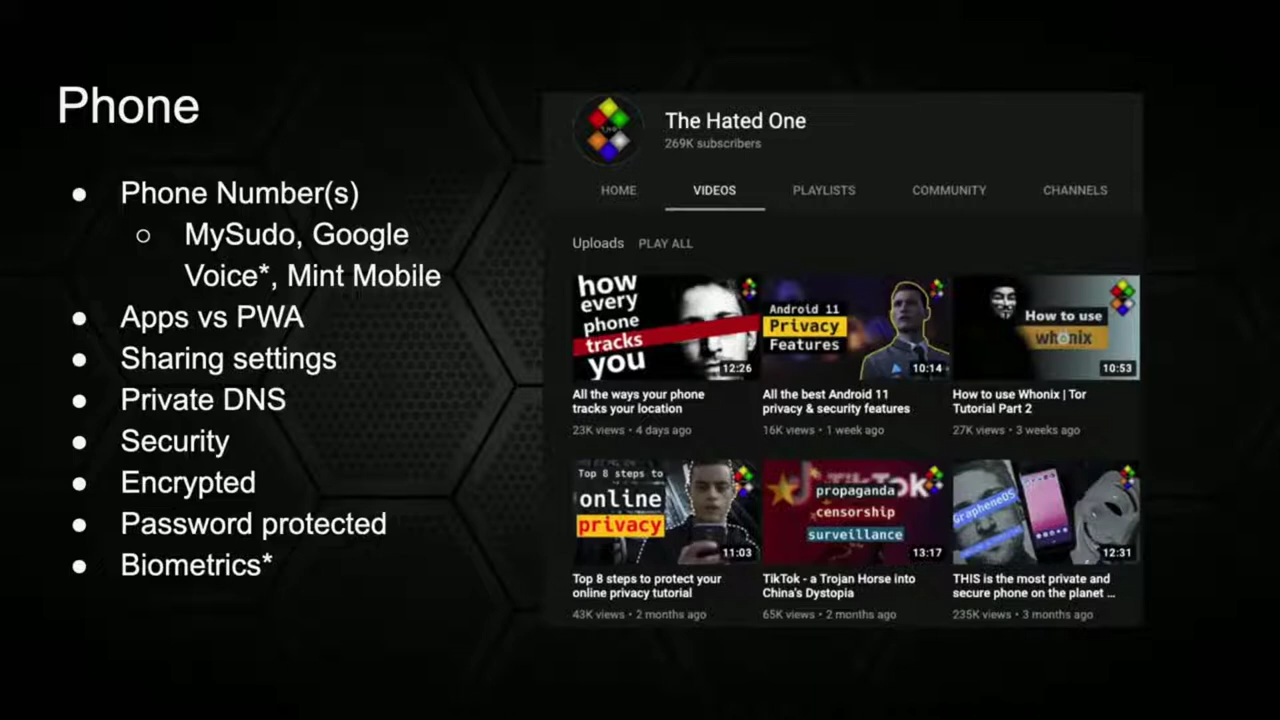 Phone
● Phone Number(s)
○ MySudo, Google
Voice*, Mint Mobile
● Apps vs PWA
● Sharing settings
● Private DNS
● Security
● Encrypted
● Password protected
● Biometrics*
The Hated One
269K subscribers
HOME VIDEOS PLAYLISTS COMMUNITY CHANNELS
Uploads PLAY ALL
how
every
phone
tracks
you
12:26
Android 11
Privacy
Features
10:14
How to use
whonix
10:53
All the ways your phone
tracks your location
23K views • 4 days ago
All the best Android 11
privacy & security features
16K views • 1 week ago
How to use Whonix | Tor
Tutorial Part 2
27K views • 3 weeks ago
Top 8 steps to
online
privacy
11:03
TikTok
propaganda
censorship
surveillance
13:17
GrapheneOS
12:31
Top 8 steps to protect your
online privacy tutorial
43K views • 2 months ago
TikTok - a Trojan Horse into
China's Dystopia
65K views • 2 months ago
THIS is the most private and
secure phone on the planet ...
235K views • 3 months ago